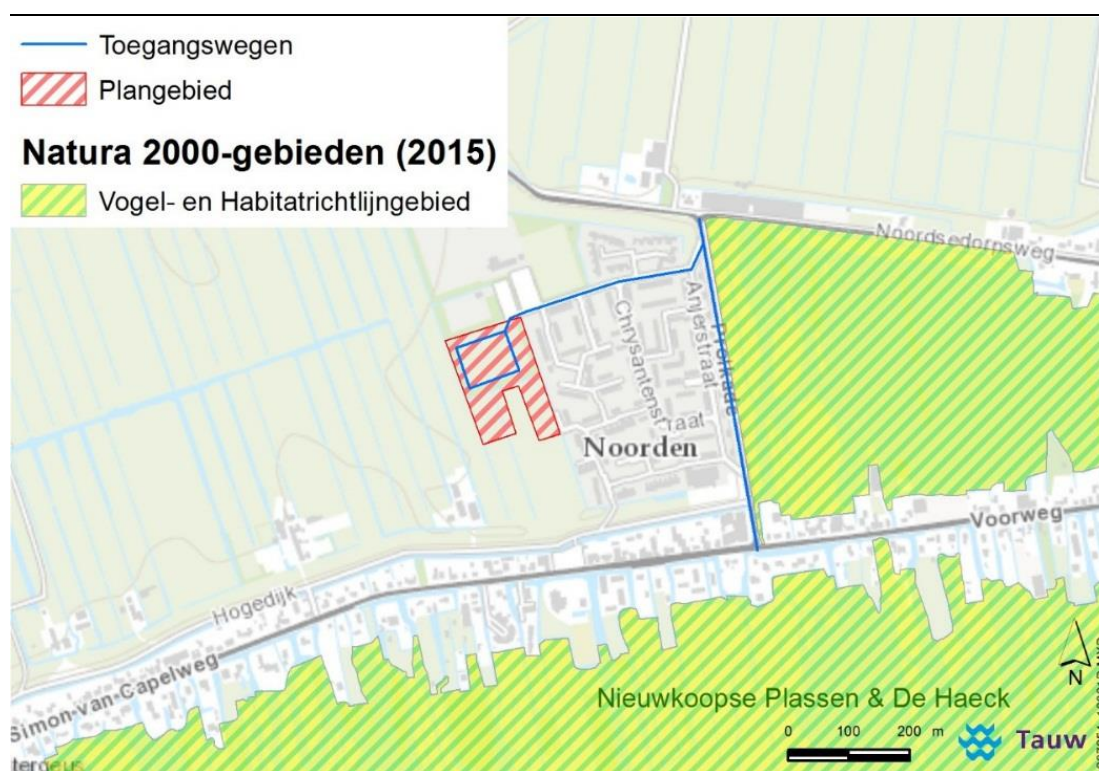 Toegangswegen
Plangebied
Natura 2000-gebieden (2015)
Vogel- en Habitatrichtlijngebied
Noordsedorpsweg
Anjerstraat
Chrysantenstraat
Noorden
Voorweg
Hogedijk
Simon-van-Capelweg
Nieuwkoopse Plassen & De Haeck
N
0 100 200 m
Tauw